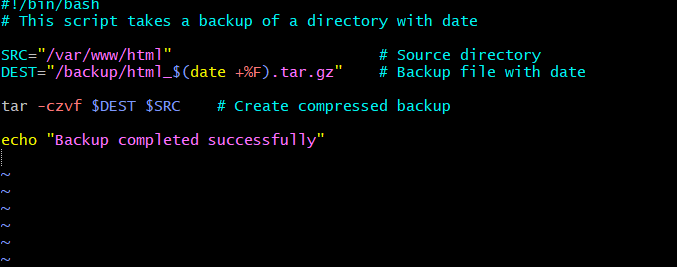 #!/bin/bash
# This script takes a backup of a directory with date
SRC="/var/www/html" # Source directory
DEST="/backup/html_$(date +%F).tar.gz" # Backup file with date
tar -czvf $DEST $SRC # Create compressed backup
echo "Backup completed successfully"
~
~
~
~
~
~